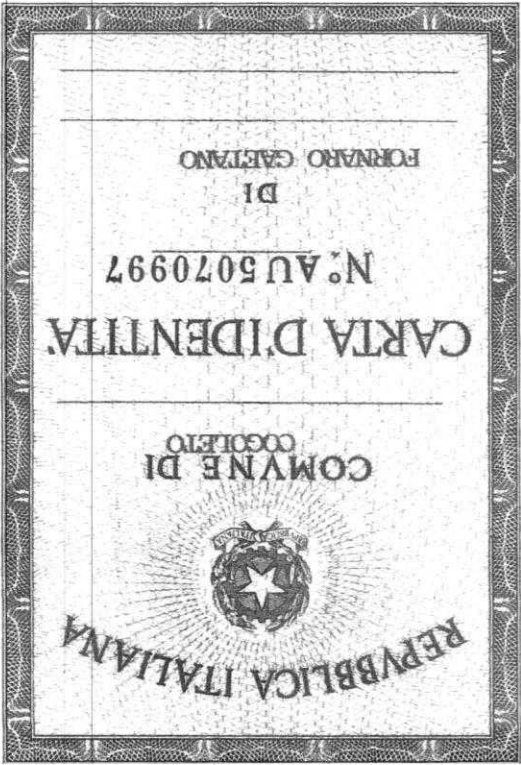 REPVBBLICA ITALIANA
COMVNE DI
COGOLETO
CARTA D'IDENTITA'
N° AU 5070997
DI
FORNARO GAETANO